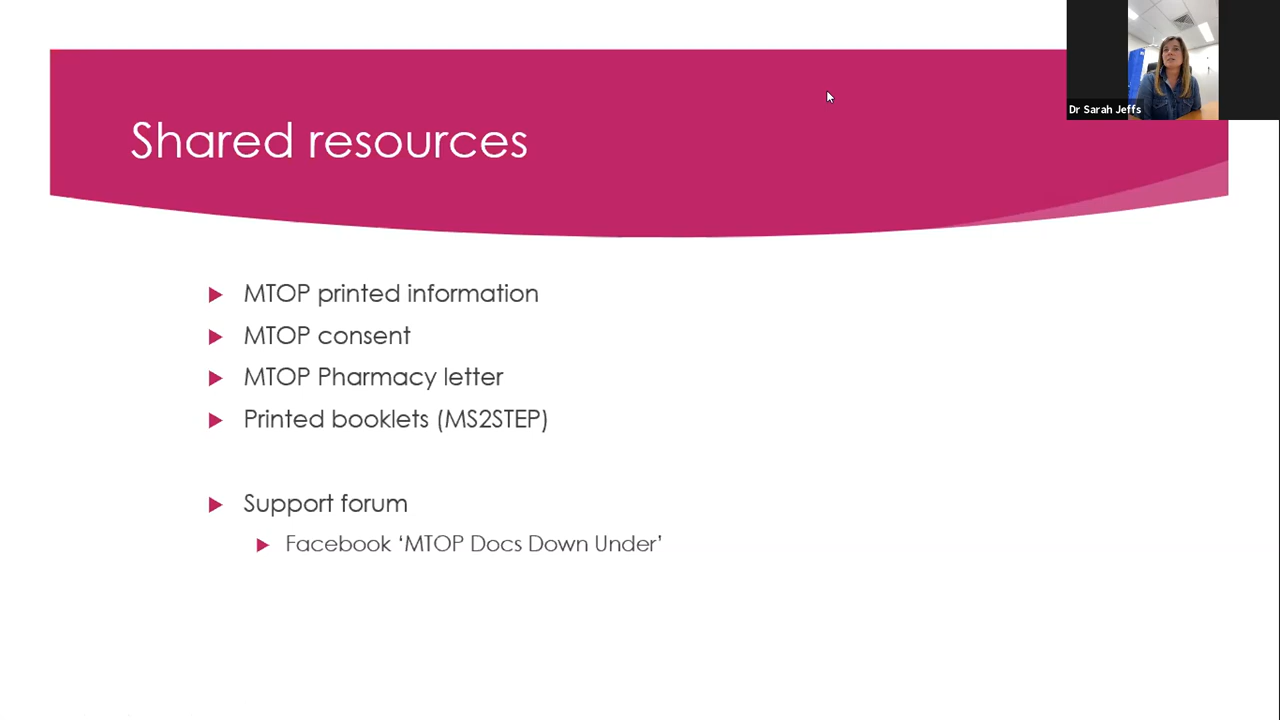 Dr Sarah Jeffs
Shared resources
MTOP printed information
MTOP consent
MTOP Pharmacy letter
Printed booklets (MS2STEP)
Support forum
Facebook ‘MTOP Docs Down Under’